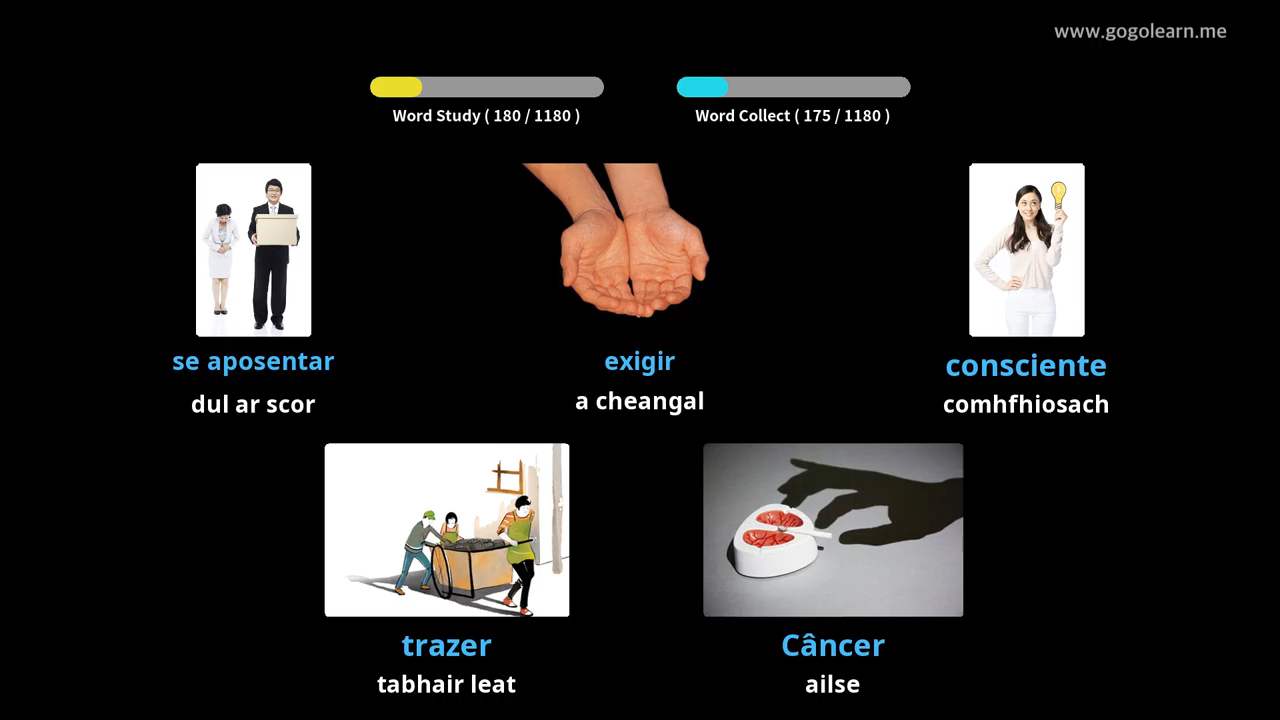 www.gogolearn.me
Word Study ( 180 / 1180 )
Word Collect ( 175 / 1180 )
se aposentar
dul ar scor
exigir
a cheangal
consciente
comhfhiosach
trazer
tabhair leat
Câncer
ailse